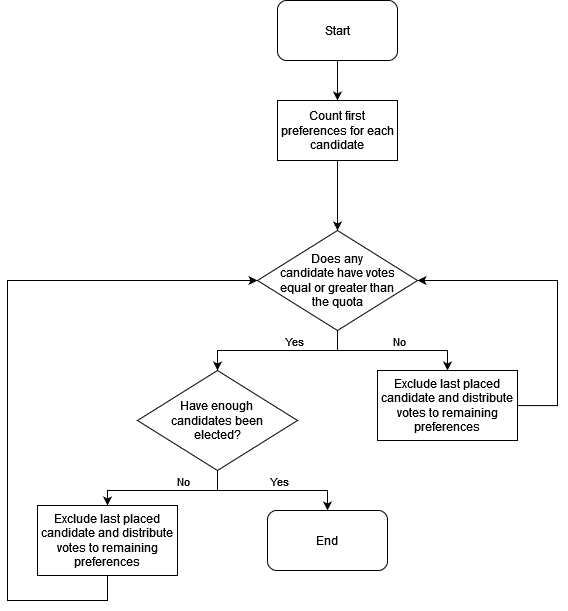 Start
Count first
preferences for each
candidate
Does any
candidate have votes
equal or greater than
the quota
Yes
No
Exclude last placed
candidate and distribute
votes to remaining
preferences
Have enough
candidates been
elected?
No
Yes
Exclude last placed
candidate and distribute
votes to remaining
preferences
End